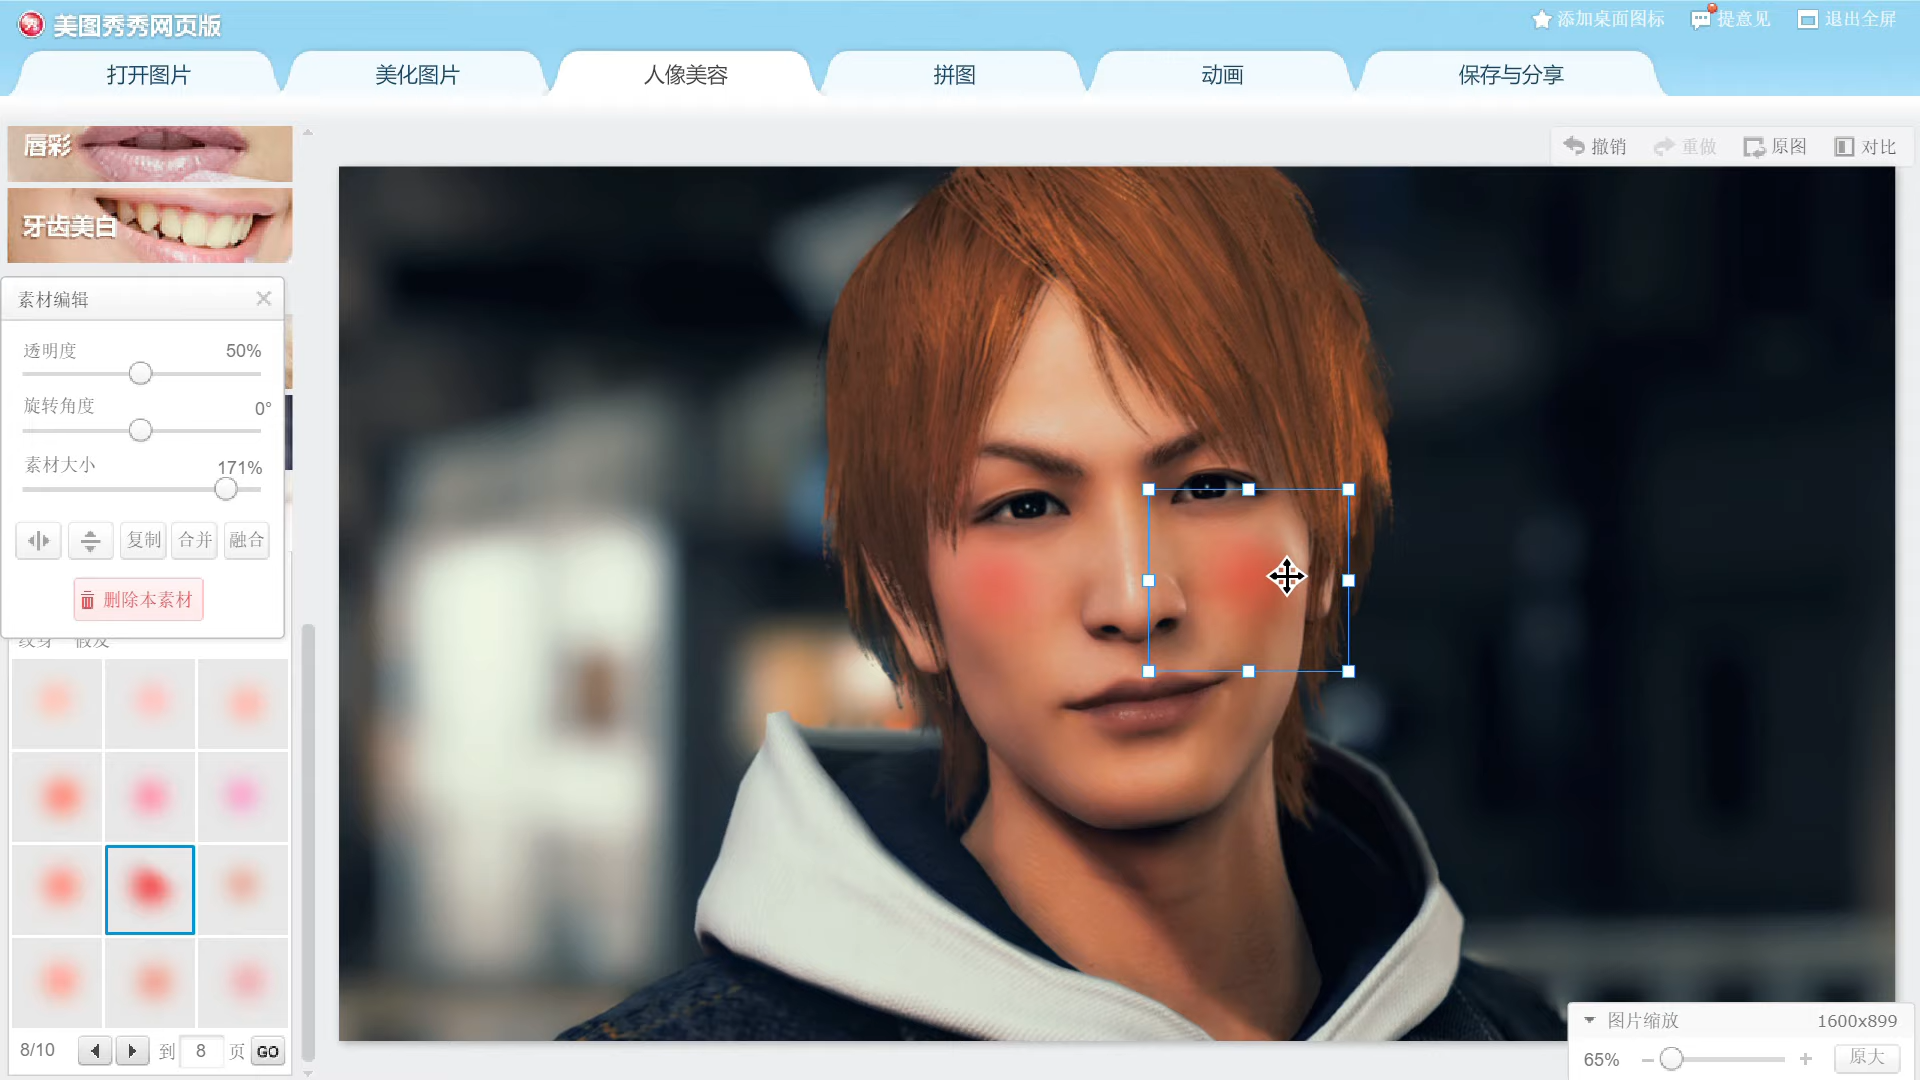 美图秀秀网页版
添加桌面图标
提意见
退出全屏
打开图片
美化图片
人像美容
拼图
动画
保存与分享
唇彩
牙齿美白
撤销
重做
原图
对比
素材编辑
透明度 50%
旋转角度 0°
素材大小 171%
复制 合并 融合
删除本素材
纹身 假发
8/10 到 8 页 GO
图片缩放 1600x899
65% 原大